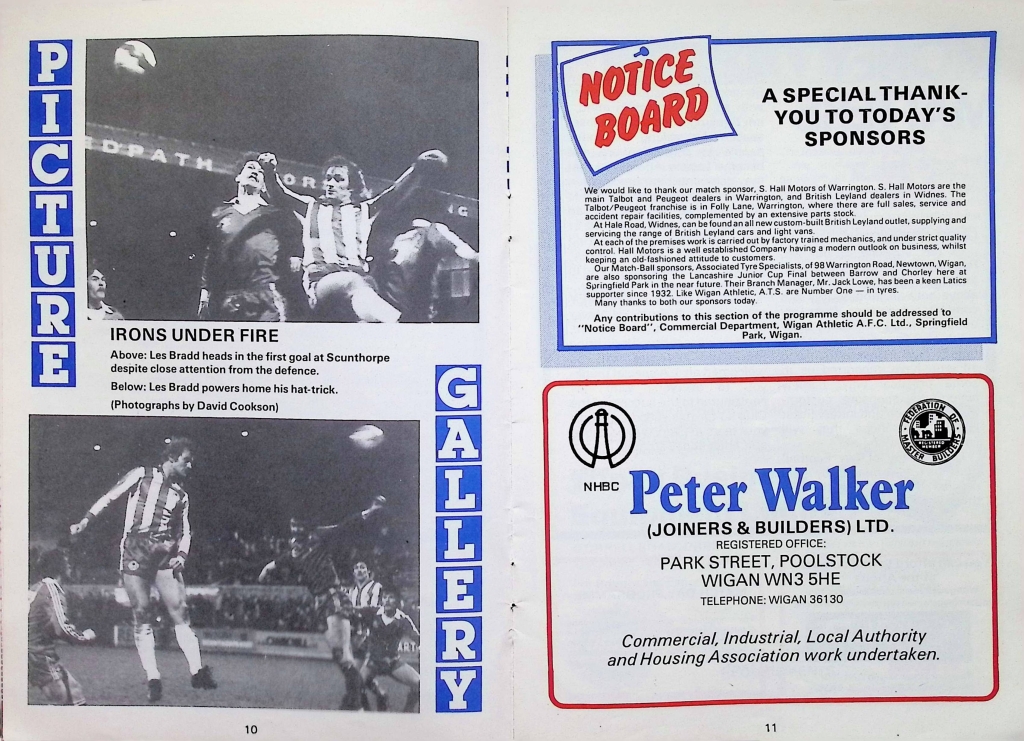 PICTURE
DPATH
OR
G
IRONS UNDER FIRE
Above: Les Bradd heads in the first goal at Scunthorpe
despite close attention from the defence.
Below: Les Bradd powers home his hat-trick.
(Photographs by David Cookson)
GALLERY
ART
10
NOTICE
BOARD
A SPECIAL THANK-
YOU TO TODAY'S
SPONSORS
We would like to thank our match sponsor, S. Hall Motors of Warrington. S. Hall Motors are the
main Talbot and Peugeot dealers in Warrington, and British Leyland dealers in Widnes. The
Talbot/Peugeot franchise is in Folly Lane, Warrington, where there are full sales, service and
accident repair facilities, complemented by an extensive parts stock.
At Hale Road, Widnes, can be found an all new custom-built British Leyland outlet, supplying and
servicing the range of British Leyland cars and light vans.
At each of the premises work is carried out by factory trained mechanics, and under strict quality
control. Hall Motors is a well established Company having a modern outlook on business, whilst
keeping an old-fashioned attitude to customers.
Our Match-Ball sponsors, Associated Tyre Specialists, of 98 Warrington Road, Newtown, Wigan,
are also sponsoring the Lancashire Junior Cup Final between Barrow and Chorley here at
Springfield Park in the near future. Their Branch Manager, Mr. Jack Lowe, has been a keen Latics
supporter since 1932. Like Wigan Athletic, A.T.S. are Number One — in tyres.
Many thanks to both our sponsors today.
Any contributions to this section of the programme should be addressed to
"Notice Board", Commercial Department, Wigan Athletic A.F.C. Ltd., Springfield
Park, Wigan.
NHBC
FEDERATION OF
MASTER BUILDERS
REGISTERED
MEMBER
Peter Walker
(JOINERS & BUILDERS) LTD.
REGISTERED OFFICE:
PARK STREET, POOLSTOCK
WIGAN WN3 5HE
TELEPHONE: WIGAN 36130
Commercial, Industrial, Local Authority
and Housing Association work undertaken.
11